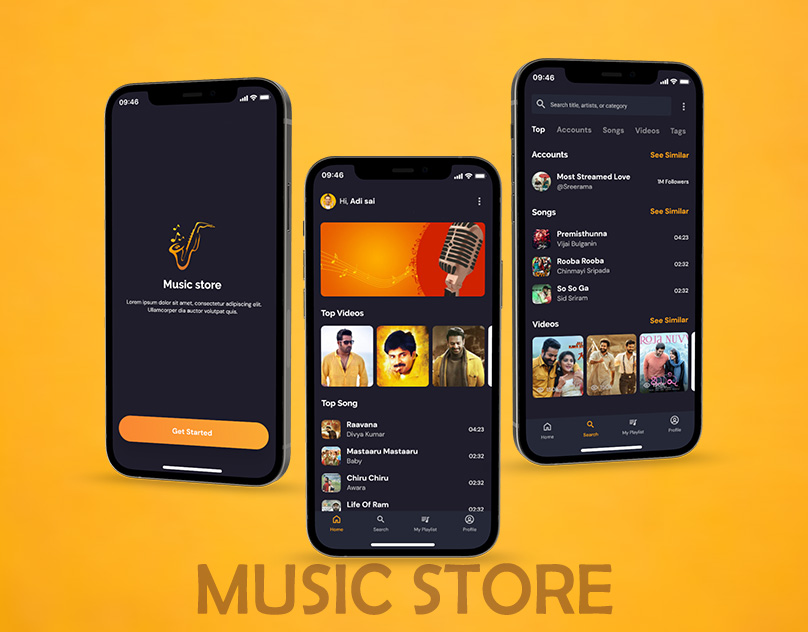 09:46
Music store
Lorem ipsum dolor sit amet, consectetur adipiscing elit.
Ullamcorper dia auctor volutpat quis.
Get Started
09:46
Hi, Adi sai
Top Videos
Top Song
Raavana
Divya Kumar
04:23
Mastaaru Mastaaru
Baby
02:32
Chiru Chiru
Awara
02:32
Life Of Ram
02:32
Home
Search
My Playlist
Profile
09:46
Search title, artists, or category
Top Accounts Songs Videos Tags
Accounts See Similar
Most Streamed Love
@Sreerama
1M Followers
Songs See Similar
Premisthunna
Vijai Bulganin
04:23
Rooba Rooba
Chinmayi Sripada
02:32
So So Ga
Sid Sriram
02:32
Videos See Similar
ROJA NUV
Home
Search
My Playlist
Profile
MUSIC STORE